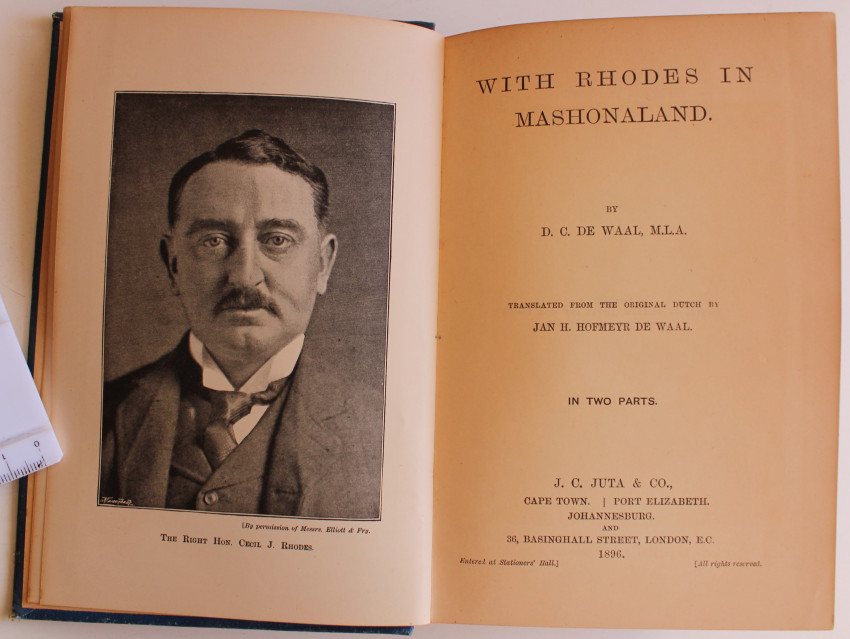 [By permission of Messrs. Elliott & Fry.
THE RIGHT HON. CECIL J. RHODES.
WITH RHODES IN
MASHONALAND.
BY
D. C. DE WAAL, M.L.A.
TRANSLATED FROM THE ORIGINAL DUTCH BY
JAN H. HOFMEYR DE WAAL.
IN TWO PARTS.
J. C. JUTA & CO.,
CAPE TOWN. | PORT ELIZABETH.
JOHANNESBURG.
AND
36, BASINGHALL STREET, LONDON, E.C.
1896.
Entered at Stationers' Hall.] [All rights reserved.
0
1